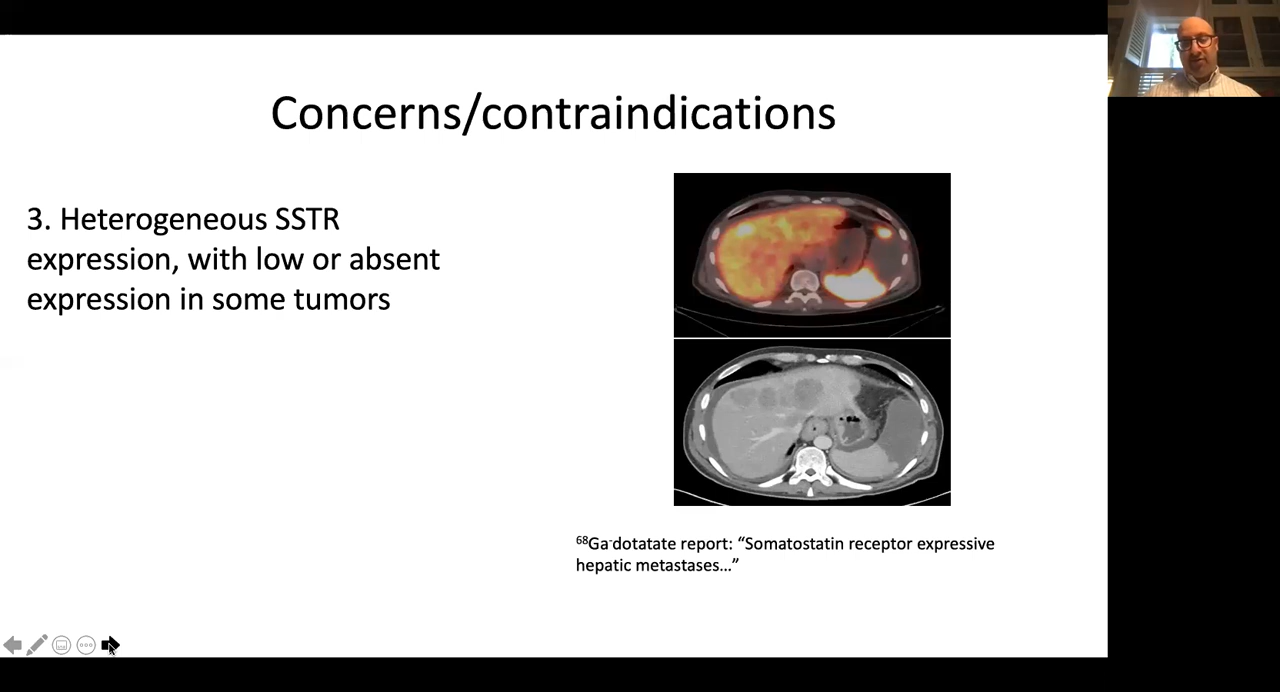 Concerns/contraindications
3. Heterogeneous SSTR
expression, with low or absent
expression in some tumors
⁶⁸Ga-dotatate report: “Somatostatin receptor expressive
hepatic metastases…”